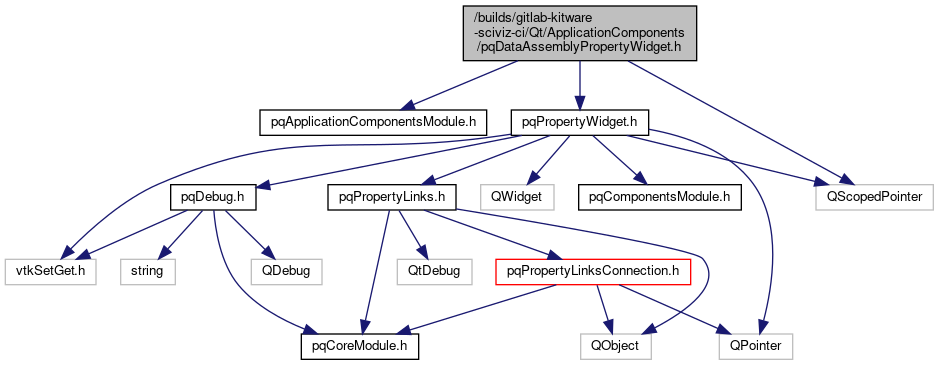 /builds/gitlab-kitware
-sciviz-ci/Qt/ApplicationComponents
/pqDataAssemblyPropertyWidget.h
pqApplicationComponentsModule.h
pqPropertyWidget.h
pqDebug.h
pqPropertyLinks.h
QWidget
pqComponentsModule.h
QScopedPointer
vtkSetGet.h
string
QDebug
QtDebug
pqPropertyLinksConnection.h
pqCoreModule.h
QObject
QPointer